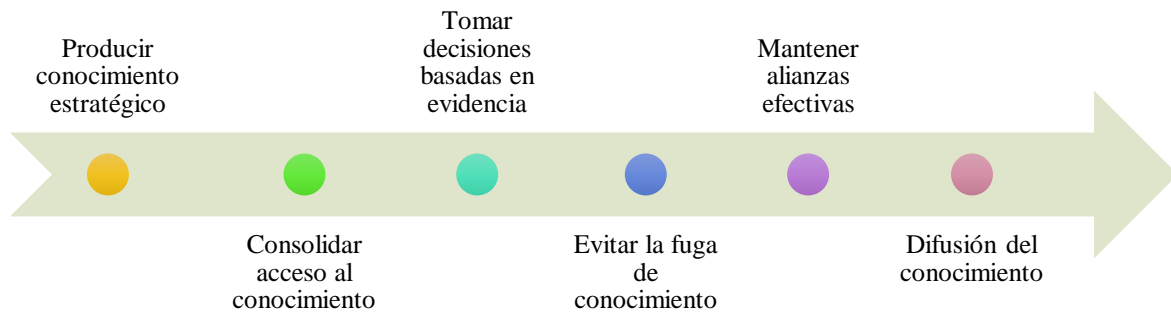 Producir
conocimiento
estratégico
Consolidar
acceso al
conocimiento
Tomar
decisiones
basadas en
evidencia
Evitar la fuga
de
conocimiento
Mantener
alianzas
efectivas
Difusión del
conocimiento